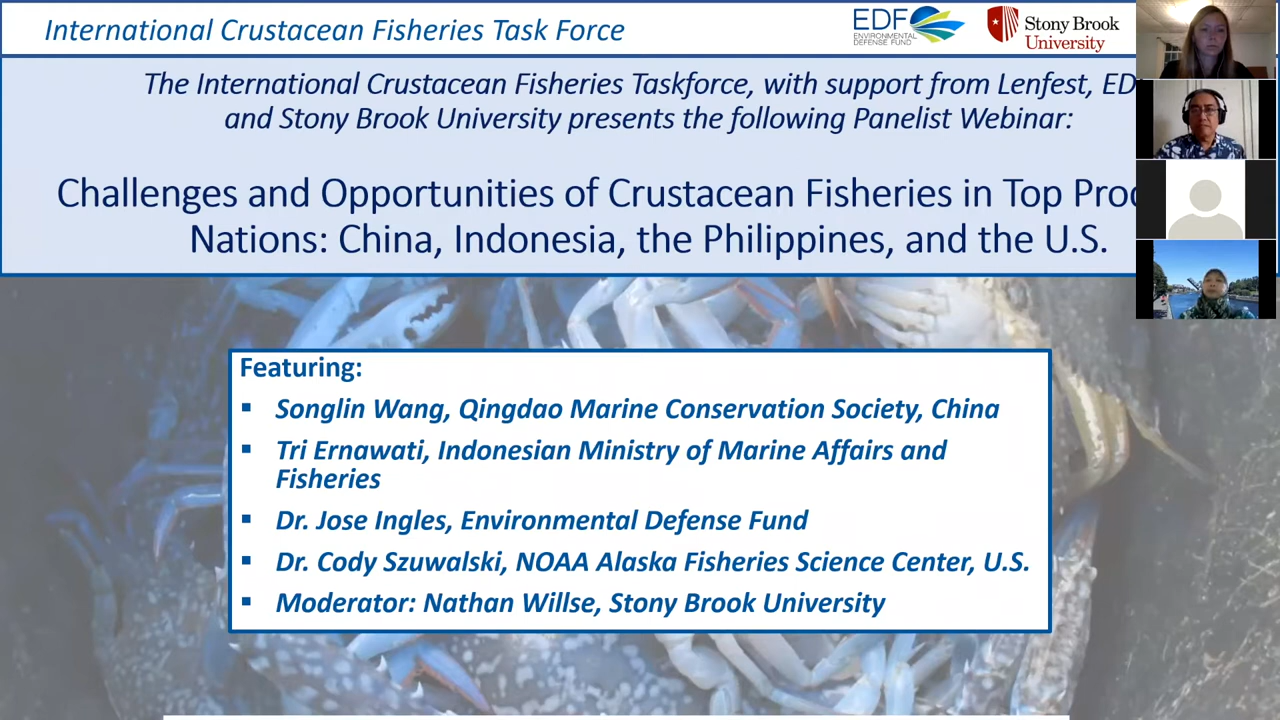 International Crustacean Fisheries Task Force
EDF
ENVIRONMENTAL
DEFENSE FUND
Stony Brook
University
The International Crustacean Fisheries Taskforce, with support from Lenfest, ED
and Stony Brook University presents the following Panelist Webinar:
Challenges and Opportunities of Crustacean Fisheries in Top Proc
Nations: China, Indonesia, the Philippines, and the U.S.
Featuring:
▪ Songlin Wang, Qingdao Marine Conservation Society, China
▪ Tri Ernawati, Indonesian Ministry of Marine Affairs and
Fisheries
▪ Dr. Jose Ingles, Environmental Defense Fund
▪ Dr. Cody Szuwalski, NOAA Alaska Fisheries Science Center, U.S.
▪ Moderator: Nathan Willse, Stony Brook University